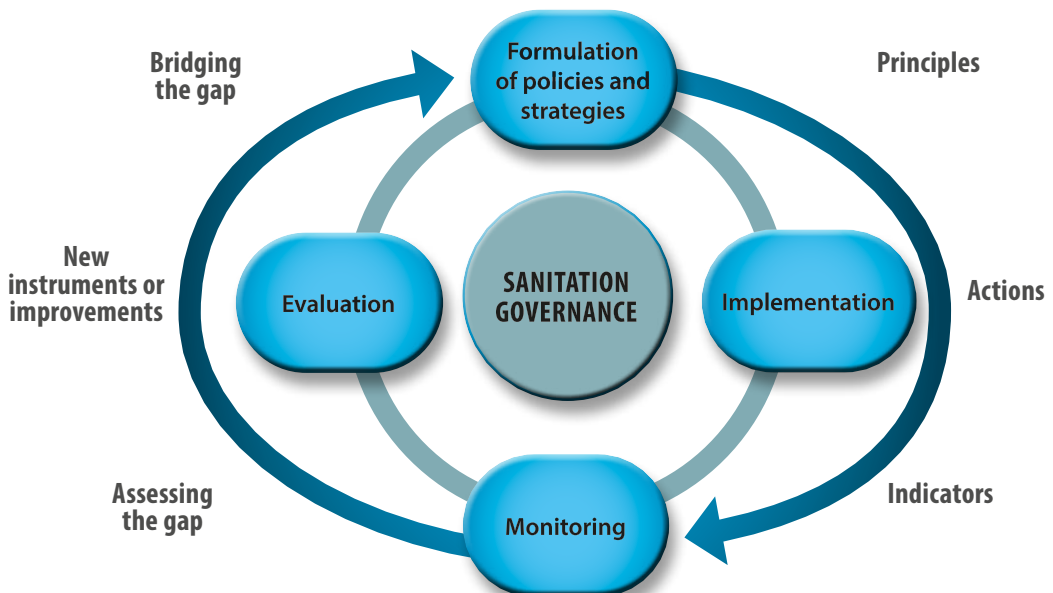 Formulation
of policies and
strategies
Principles
Implementation
Actions
Indicators
Monitoring
Assessing
the gap
Evaluation
New
instruments or
improvements
Bridging
the gap
SANITATION
GOVERNANCE